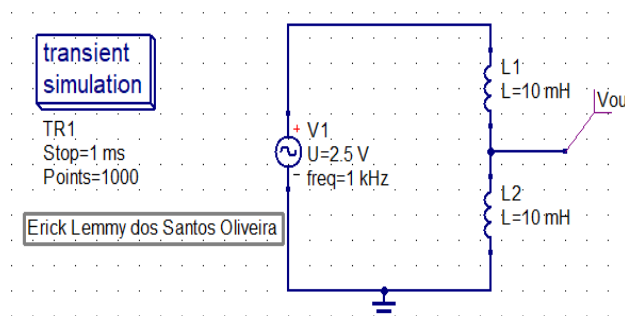 transient
simulation
TR1
Stop=1 ms
Points=1000
Erick Lemmy dos Santos Oliveira
+ V1
U=2.5 V
- freq=1 kHz
L1
L=10 mH
Vou
L2
L=10 mH